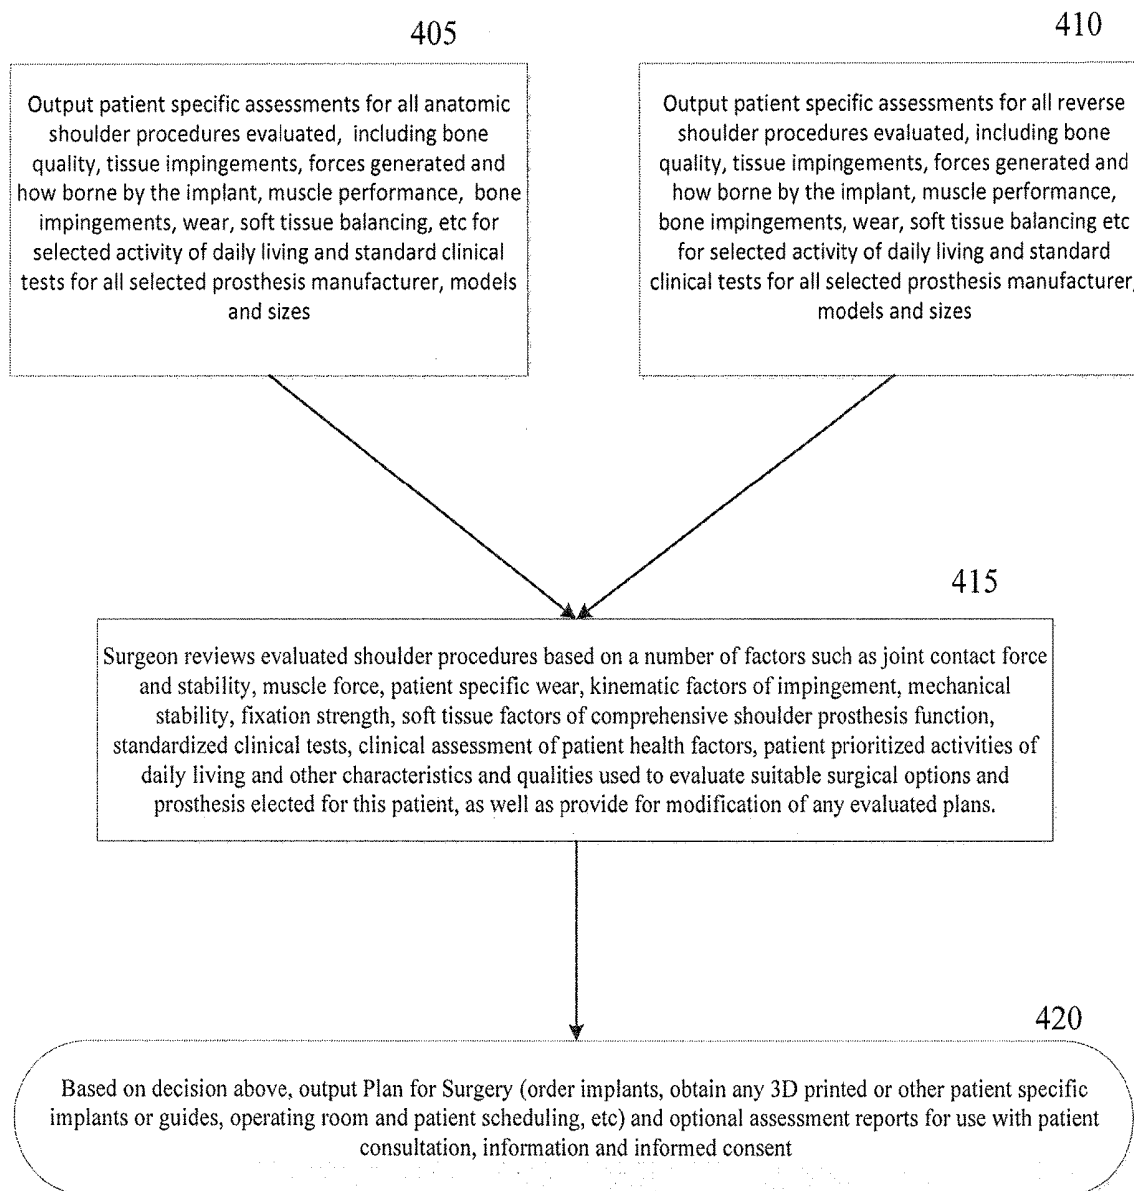 405
Output patient specific assessments for all anatomic
shoulder procedures evaluated, including bone
quality, tissue impingements, forces generated and
how borne by the implant, muscle performance, bone
impingements, wear, soft tissue balancing, etc for
selected activity of daily living and standard clinical
tests for all selected prosthesis manufacturer, models
and sizes
410
Output patient specific assessments for all reverse
shoulder procedures evaluated, including bone
quality, tissue impingements, forces generated and
how borne by the implant, muscle performance,
bone impingements, wear, soft tissue balancing etc
for selected activity of daily living and standard
clinical tests for all selected prosthesis manufacturer,
models and sizes
415
Surgeon reviews evaluated shoulder procedures based on a number of factors such as joint contact force
and stability, muscle force, patient specific wear, kinematic factors of impingement, mechanical
stability, fixation strength, soft tissue factors of comprehensive shoulder prosthesis function,
standardized clinical tests, clinical assessment of patient health factors, patient prioritized activities of
daily living and other characteristics and qualities used to evaluate suitable surgical options and
prosthesis elected for this patient, as well as provide for modification of any evaluated plans.
420
Based on decision above, output Plan for Surgery (order implants, obtain any 3D printed or other patient specific
implants or guides, operating room and patient scheduling, etc) and optional assessment reports for use with patient
consultation, information and informed consent